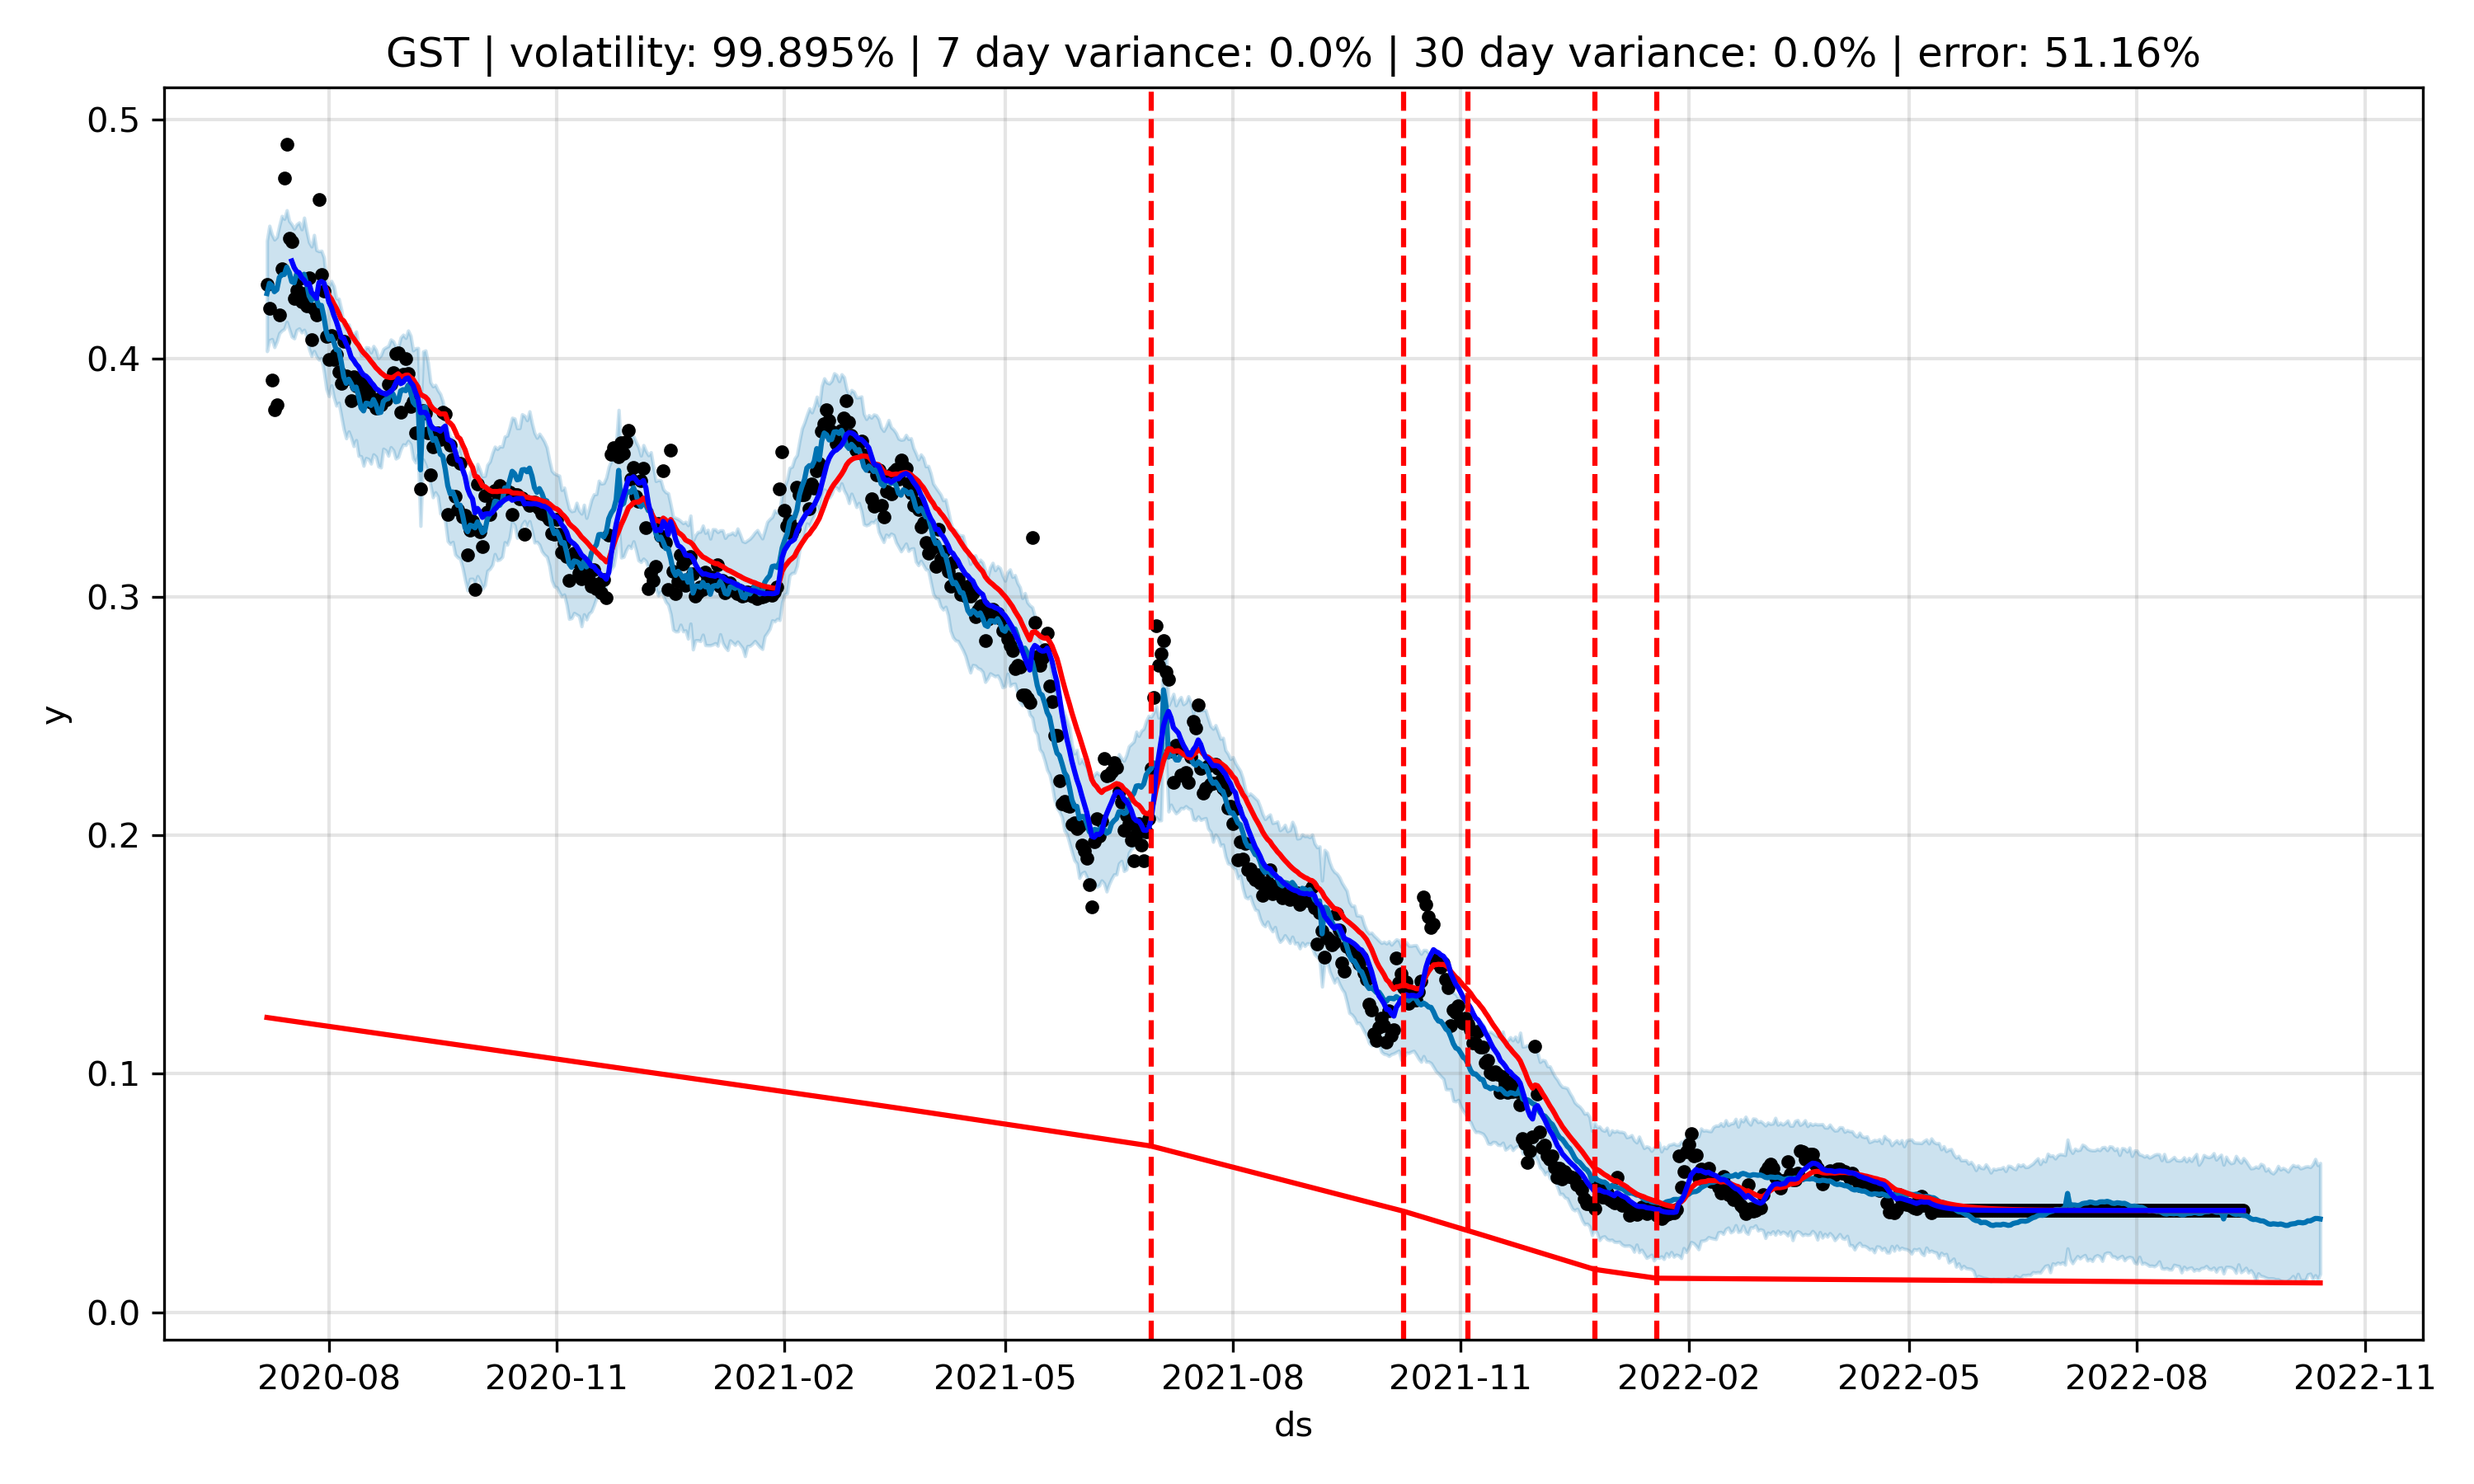 GST | volatility: 99.895% | 7 day variance: 0.0% | 30 day variance: 0.0% | error: 51.16%
0.5
0.4
0.3
0.2
0.1
0.0
y
2020-08 2020-11 2021-02 2021-05 2021-08 2021-11 2022-02 2022-05 2022-08 2022-11
ds